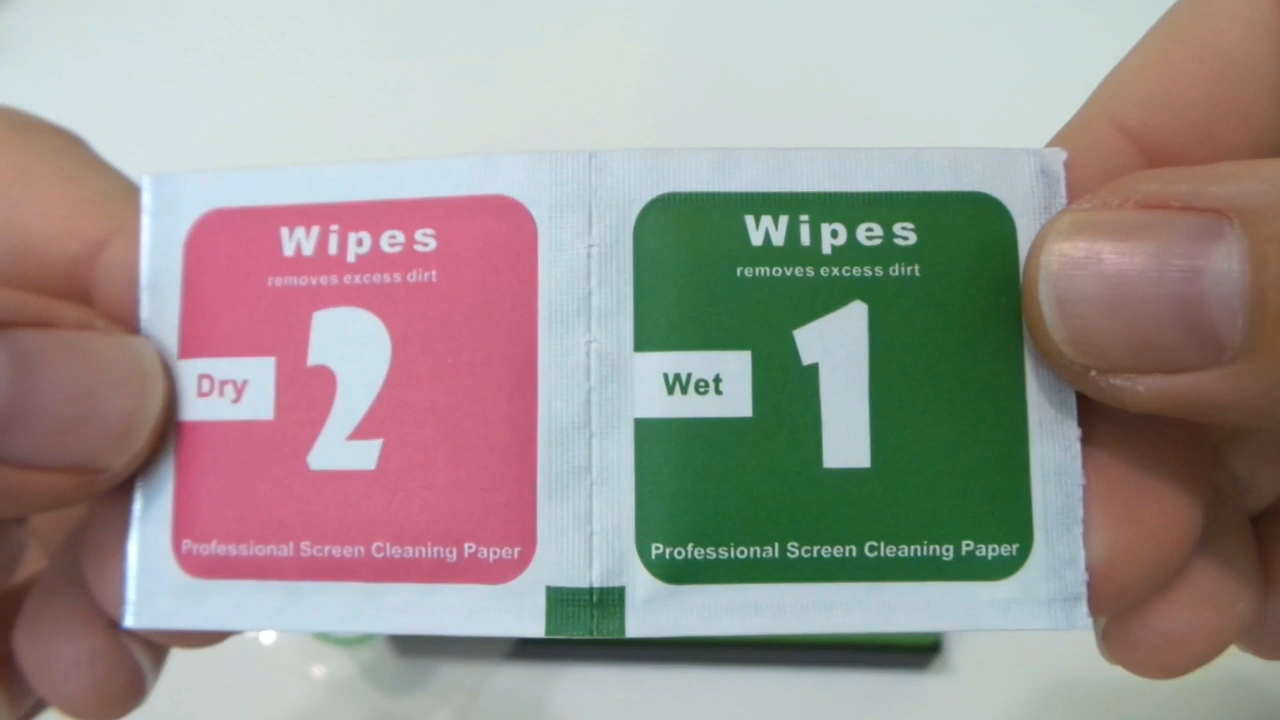 Wipes
removes excess dirt
2
Dry
Professional Screen Cleaning Paper
Wipes
removes excess dirt
1
Wet
Professional Screen Cleaning Paper